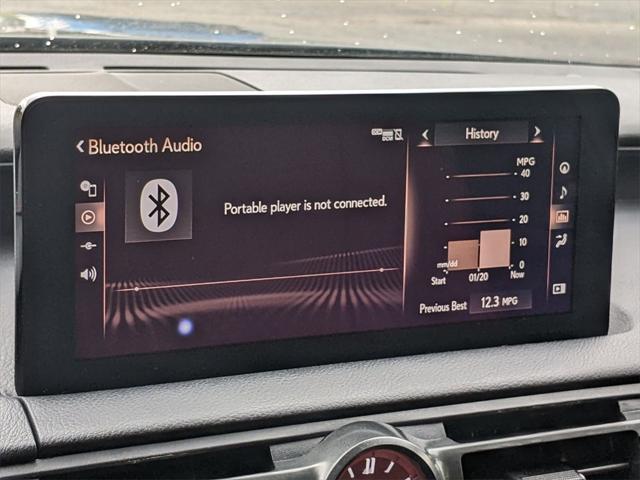 Bluetooth Audio
DCM
Portable player is not connected.
History
MPG
40
30
20
10
0
mm/dd
Start 01/20 Now
Previous Best 12.3 MPG